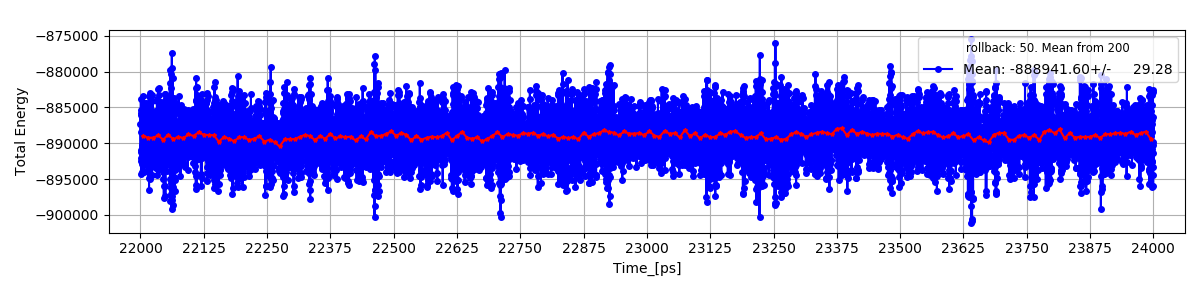 −875000
−880000
−885000
−890000
−895000
−900000
Total Energy
rollback: 50. Mean from 200
Mean: -888941.60+/- 29.28
22000 22125 22250 22375 22500 22625 22750 22875 23000 23125 23250 23375 23500 23625 23750 23875 24000
Time_[ps]